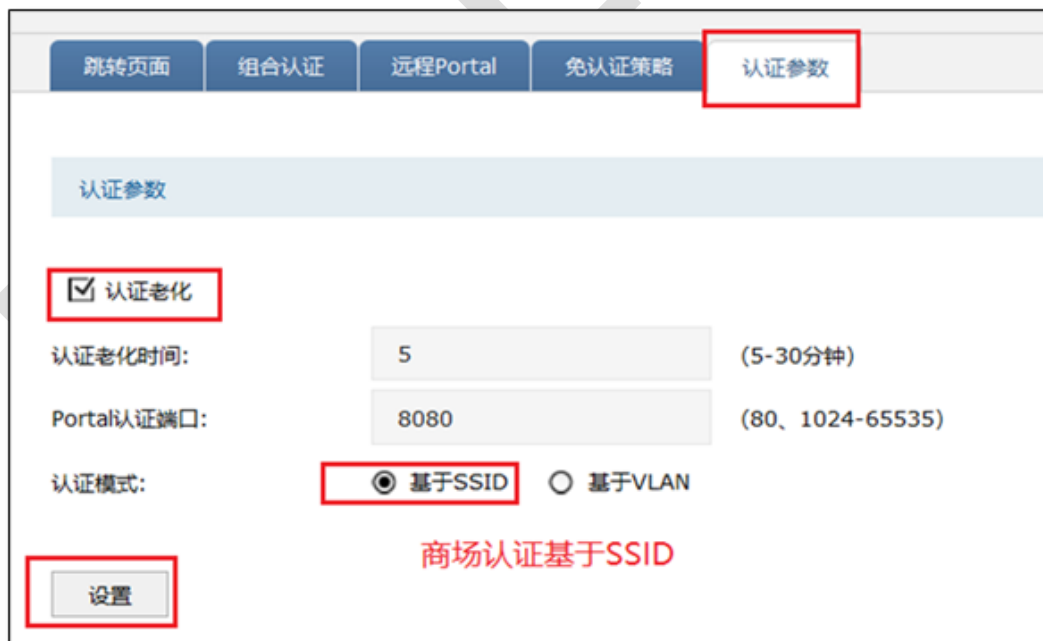 跳转页面 组合认证 远程Portal 免认证策略 认证参数
认证参数
认证老化
认证老化时间: 5 (5-30分钟)
Portal认证端口: 8080 (80、1024-65535)
认证模式: 基于SSID 基于VLAN
商场认证基于SSID
设置